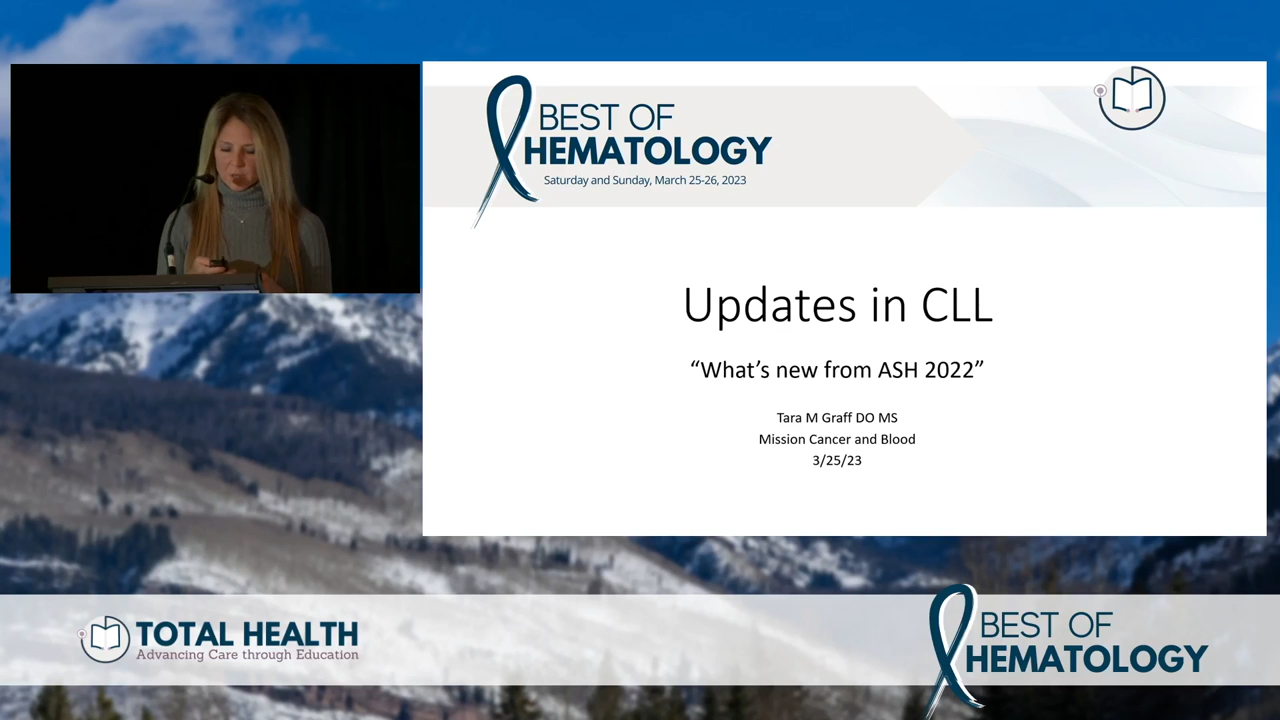 BEST OF
HEMATOLOGY
Saturday and Sunday, March 25-26, 2023
Updates in CLL
“What’s new from ASH 2022”
Tara M Graff DO MS
Mission Cancer and Blood
3/25/23
TOTAL HEALTH
Advancing Care through Education
BEST OF
HEMATOLOGY